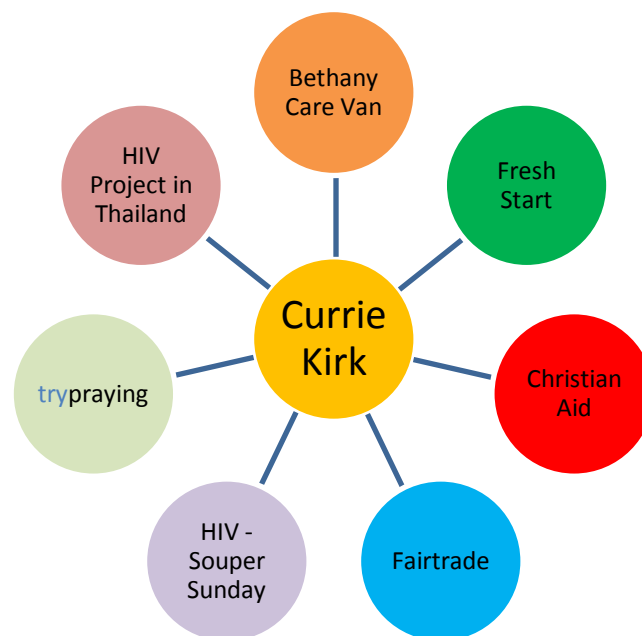 Bethany
Care Van
Fresh
Start
Christian
Aid
Fairtrade
HIV -
Souper
Sunday
trypraying
HIV
Project in
Thailand
Currie
Kirk